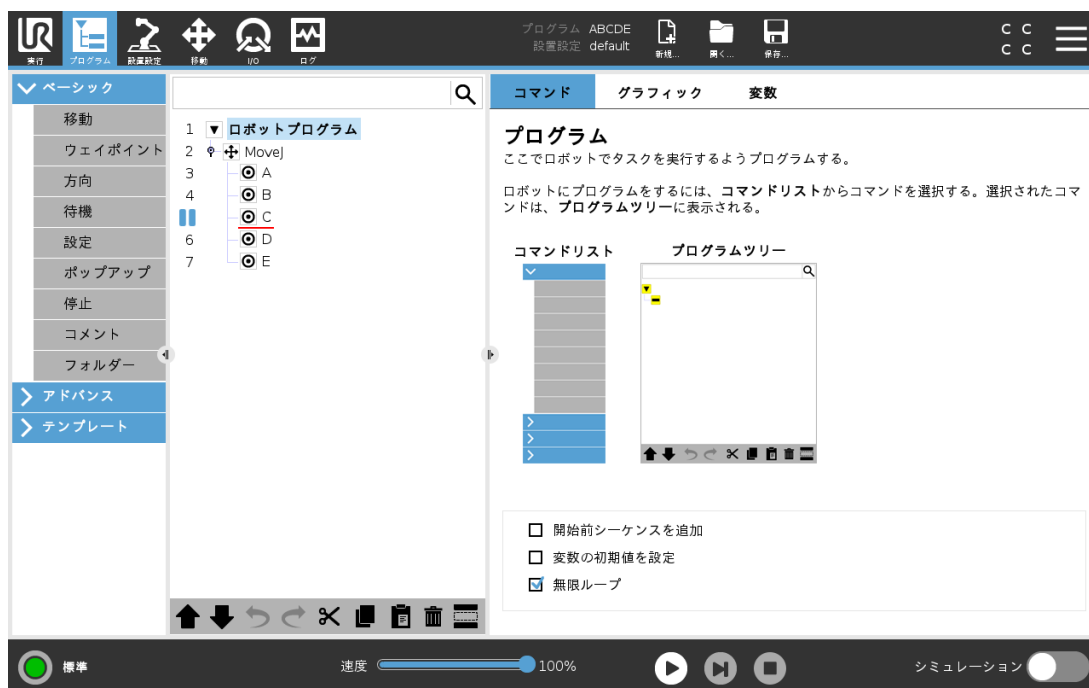 プログラム ABCDE
設置設定 default
C C
C C
実行 プログラム 設置設定 移動 I/O ログ 新規... 開く... 保存...
ベーシック
移動
ウェイポイント
方向
待機
設定
ポップアップ
停止
コメント
フォルダー
アドバンス
テンプレート
1 ロボットプログラム
2 MoveJ
3 A
4 B
C
6 D
7 E
コマンド グラフィック 変数
プログラム
ここでロボットでタスクを実行するようプログラムする。
ロボットにプログラムをするには、コマンドリストからコマンドを選択する。選択されたコマ
ンドは、プログラムツリーに表示される。
コマンドリスト プログラムツリー
開始前シーケンスを追加
変数の初期値を設定
無限ループ
標準 速度 100% シミュレーション